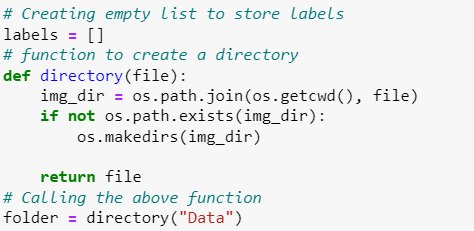 # Creating empty list to store labels
labels = []
# function to create a directory
def directory(file):
    img_dir = os.path.join(os.getcwd(), file)
    if not os.path.exists(img_dir):
        os.makedirs(img_dir)

    return file
# Calling the above function
folder = directory("Data")